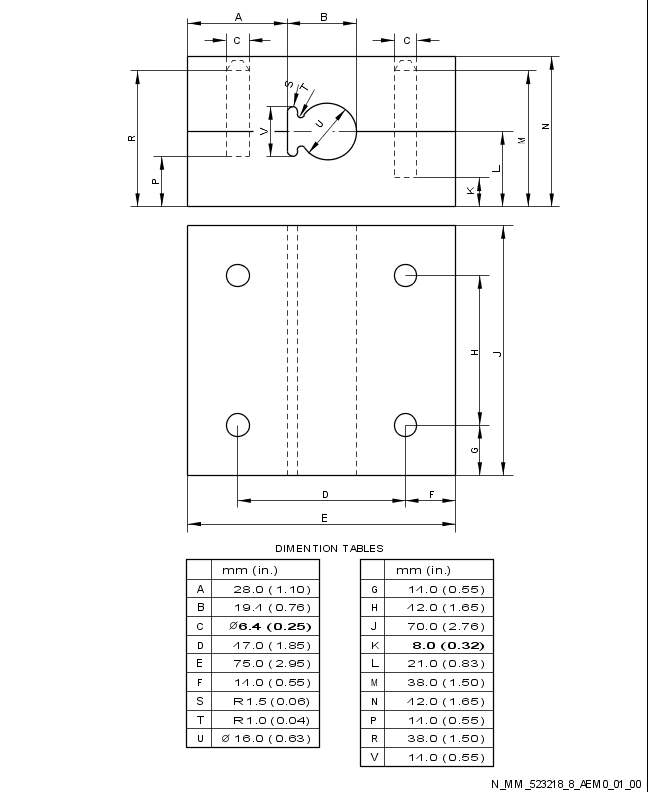 A B
C C
S T
U
V
R
P
N
M
L
K
H
J
G
D F
E
DIMENTION TABLES
mm (in.)
A 28.0 (1.10)
B 19.4 (0.76)
C Ø6.4 (0.25)
D 47.0 (1.85)
E 75.0 (2.95)
F 14.0 (0.55)
S R1.5 (0.06)
T R1.0 (0.04)
U Ø 16.0 (0.63)
mm (in.)
G 14.0 (0.55)
H 42.0 (1.65)
J 70.0 (2.76)
K 8.0 (0.32)
L 21.0 (0.83)
M 38.0 (1.50)
N 42.0 (1.65)
P 14.0 (0.55)
R 38.0 (1.50)
V 14.0 (0.55)
N_MM_523218_8_AEM0_01_00